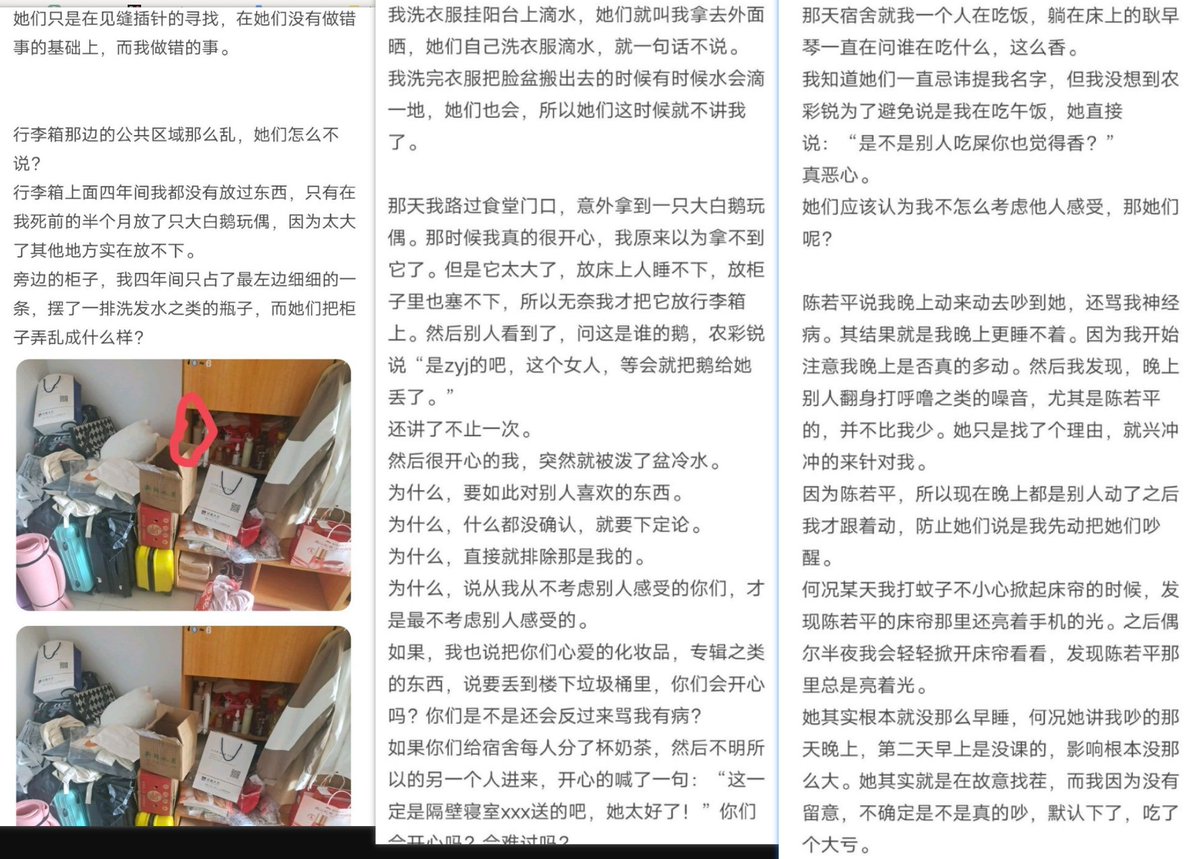 她们只是在见缝插针的寻找，在她们没有做错
事的基础上，而我做错的事。
行李箱那边的公共区域那么乱，她们怎么不
说？
行李箱上面四年间我都没有放过东西，只有在
我死前的半个月放了只大白鹅玩偶，因为太大
了其他地方实在放不下。
旁边的柜子，我四年间只占了最左边细细的一
条，摆了一排洗发水之类的瓶子，而她们把柜
子弄乱成什么样？
我洗衣服挂阳台上滴水，她们就叫我拿去外面
晒，她们自己洗衣服滴水，就一句话不说。
我洗完衣服把脸盆搬出去的时候有时候水会滴
一地，她们也会，所以她们这时候就不讲我
了。
那天我路过食堂门口，意外拿到一只大白鹅玩
偶。那时候我真的很开心，我原来以为拿不到
它了。但是它太大了，放床上人睡不下，放柜
子里也塞不下，所以无奈我才把它放行李箱
上。然后别人看到了，问这是谁的鹅，农彩锐
说“是zyj的吧，这个女人，等会就把鹅给她
丢了。”
还讲了不止一次。
然后很开心的我，突然就被泼了盆冷水。
为什么，要如此对别人喜欢的东西。
为什么，什么都没确认，就要下定论。
为什么，直接就排除那是我的。
为什么，说从我从不考虑别人感受的你们，才
是最不考虑别人感受的。
如果，我也说把你们心爱的化妆品，专辑之类
的东西，说要丢到楼下垃圾桶里，你们会开心
吗？你们是不是还会反过来骂我有病？
如果你们给宿舍每人分了杯奶茶，然后不明所
以的另一个人进来，开心的喊了一句：“这一
定是隔壁寝室xxx送的吧，她太好了！”你们
会开心吗？会难过吗？
那天宿舍就我一个人在吃饭，躺在床上的耿早
琴一直在问谁在吃什么，这么香。
我知道她们一直忌讳提我名字，但我没想到农
彩锐为了避免说是我在吃午饭，她直接
说：“是不是别人吃屎你也觉得香？”
真恶心。
她们应该认为我不怎么考虑他人感受，那她们
呢？
陈若平说我晚上动来动去吵到她，还骂我神经
病。其结果就是我晚上更睡不着。因为我开始
注意我晚上是否真的多动。然后我发现，晚上
别人翻身打呼噜之类的噪音，尤其是陈若平
的，并不比我少。她只是找了个理由，就兴冲
冲的来针对我。
因为陈若平，所以现在晚上都是别人动了之后
我才跟着动，防止她们说是我先动把她们吵
醒。
何况某天我打蚊子不小心掀起床帘的时候，发
现陈若平的床帘那里还亮着手机的光。之后偶
尔半夜我会轻轻掀开床帘看看，发现陈若平那
里总是亮着光。
她其实根本就没那么早睡，何况她讲我吵的那
天晚上，第二天早上是没课的，影响根本没那
么大。她其实就是在故意找茬，而我因为没有
留意，不确定是不是真的吵，默认下了，吃了
个大亏。